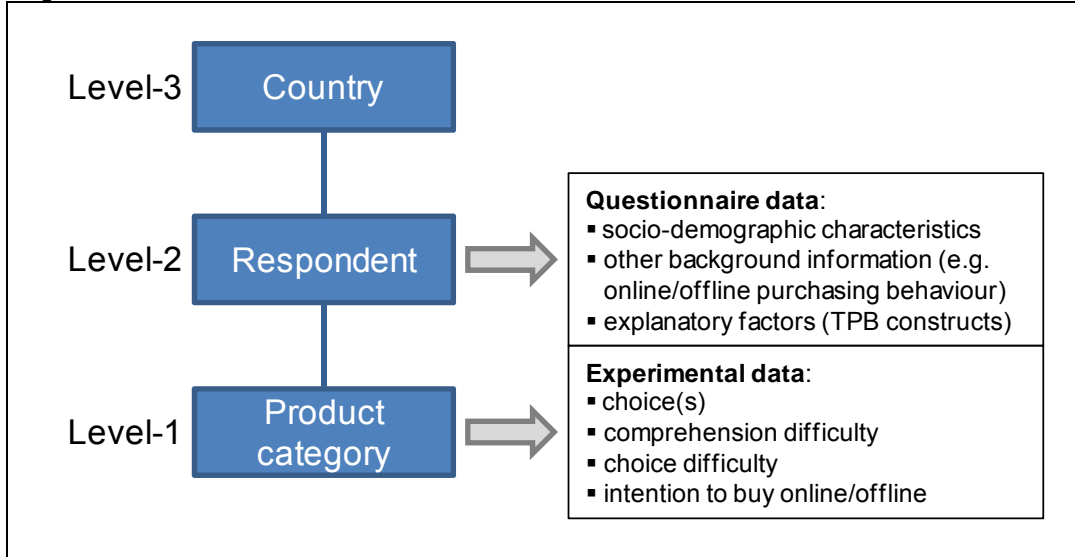 Level-3
Country
Level-2
Respondent
Questionnaire data:
▪ socio-demographic characteristics
▪ other background information (e.g.
online/offline purchasing behaviour)
▪ explanatory factors (TPB constructs)
Level-1
Product
category
Experimental data:
▪ choice(s)
▪ comprehension difficulty
▪ choice difficulty
▪ intention to buy online/offline